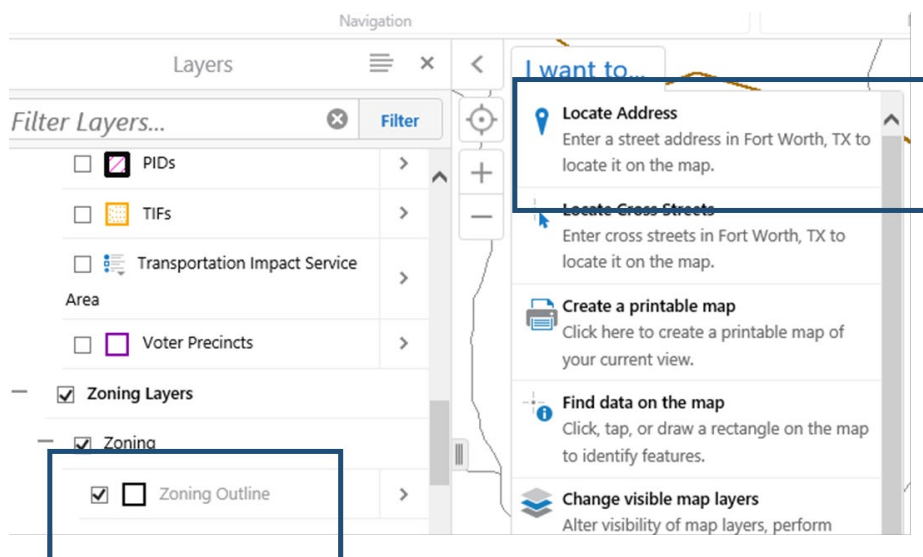 Navigation
Layers
Filter Layers...
Filter
PIDs
TIFs
Transportation Impact Service
Area
Voter Precincts
Zoning Layers
Zoning
Zoning Outline
I want to...
Locate Address
Enter a street address in Fort Worth, TX to
locate it on the map.
Locate Cross Streets
Enter cross streets in Fort Worth, TX to
locate it on the map.
Create a printable map
Click here to create a printable map of
your current view.
Find data on the map
Click, tap, or draw a rectangle on the map
to identify features.
Change visible map layers
Alter visibility of map layers, perform